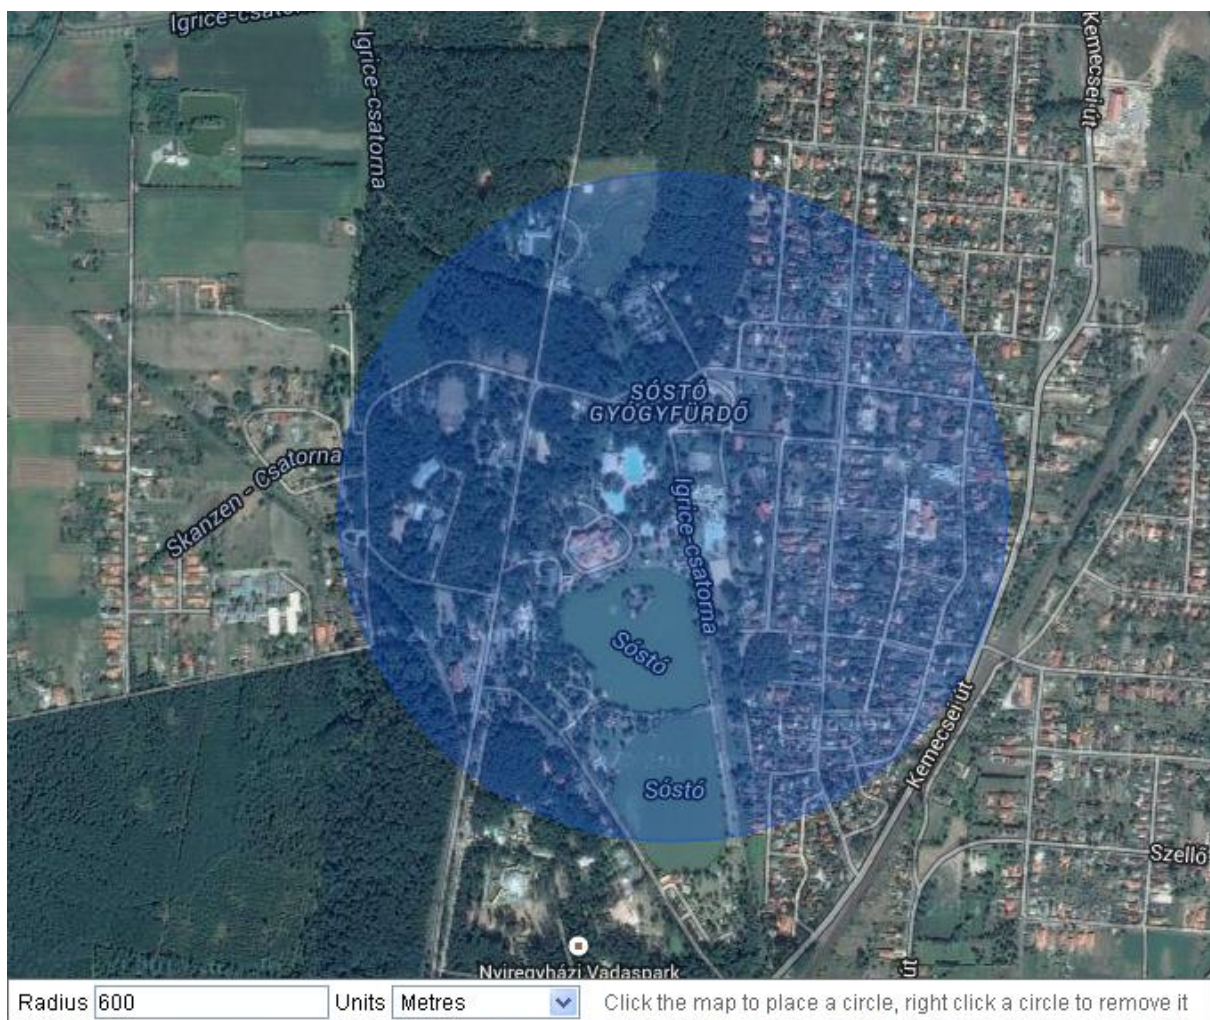 Igrice-csatorna
Igrice-csatorna
Kemecsei út
SÓSTÓ
GYÓGYFÜRDŐ
Skanzen - Csatorna
Igrice-csatorna
Sóstó
Sóstó
Kemecsei út
Szellő
út
Nyíregyházi Vadaspark
Radius 600 Units Metres Click the map to place a circle, right click a circle to remove it